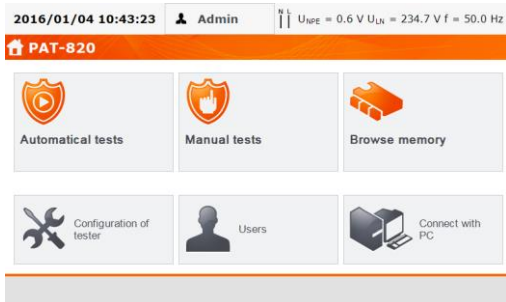 2016/01/04 10:43:23 Admin N L UNPE = 0.6 V ULN = 234.7 V f = 50.0 Hz
PAT-820
Automatical tests Manual tests Browse memory
Configuration of tester Users Connect with PC